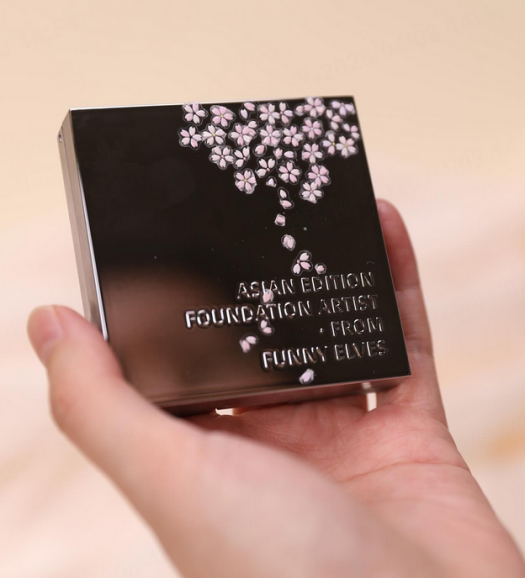 ASIAN EDITION
FOUNDATION ARTIST
· FROM
FUNNY ELVES